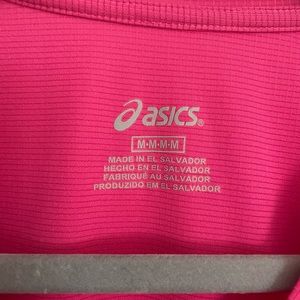 asics
M•M•M•M
MADE IN EL SALVADOR
HECHO EN EL SALVADOR
FABRIQUÉ AU SALVADOR
PRODUZIDO EM EL SALVADOR